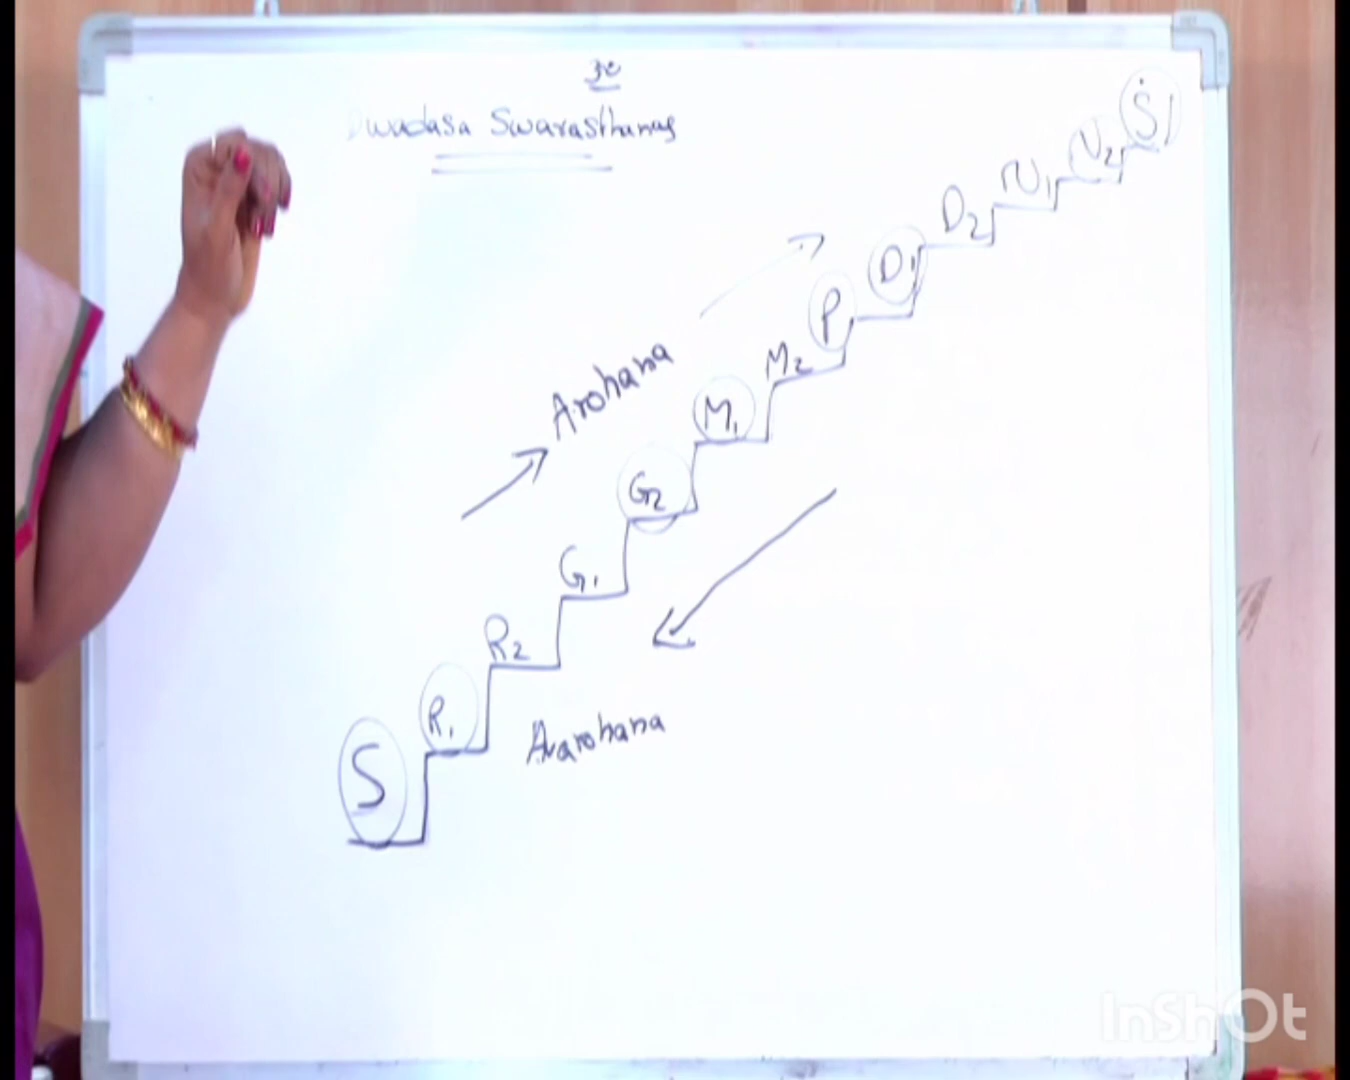 Dwadasa Swarasthanas
Ṡ
N2
N1
D2
D1
P
M2
M1
Arohana
G2
G1
R2
R1
Avarohana
S
InShOt